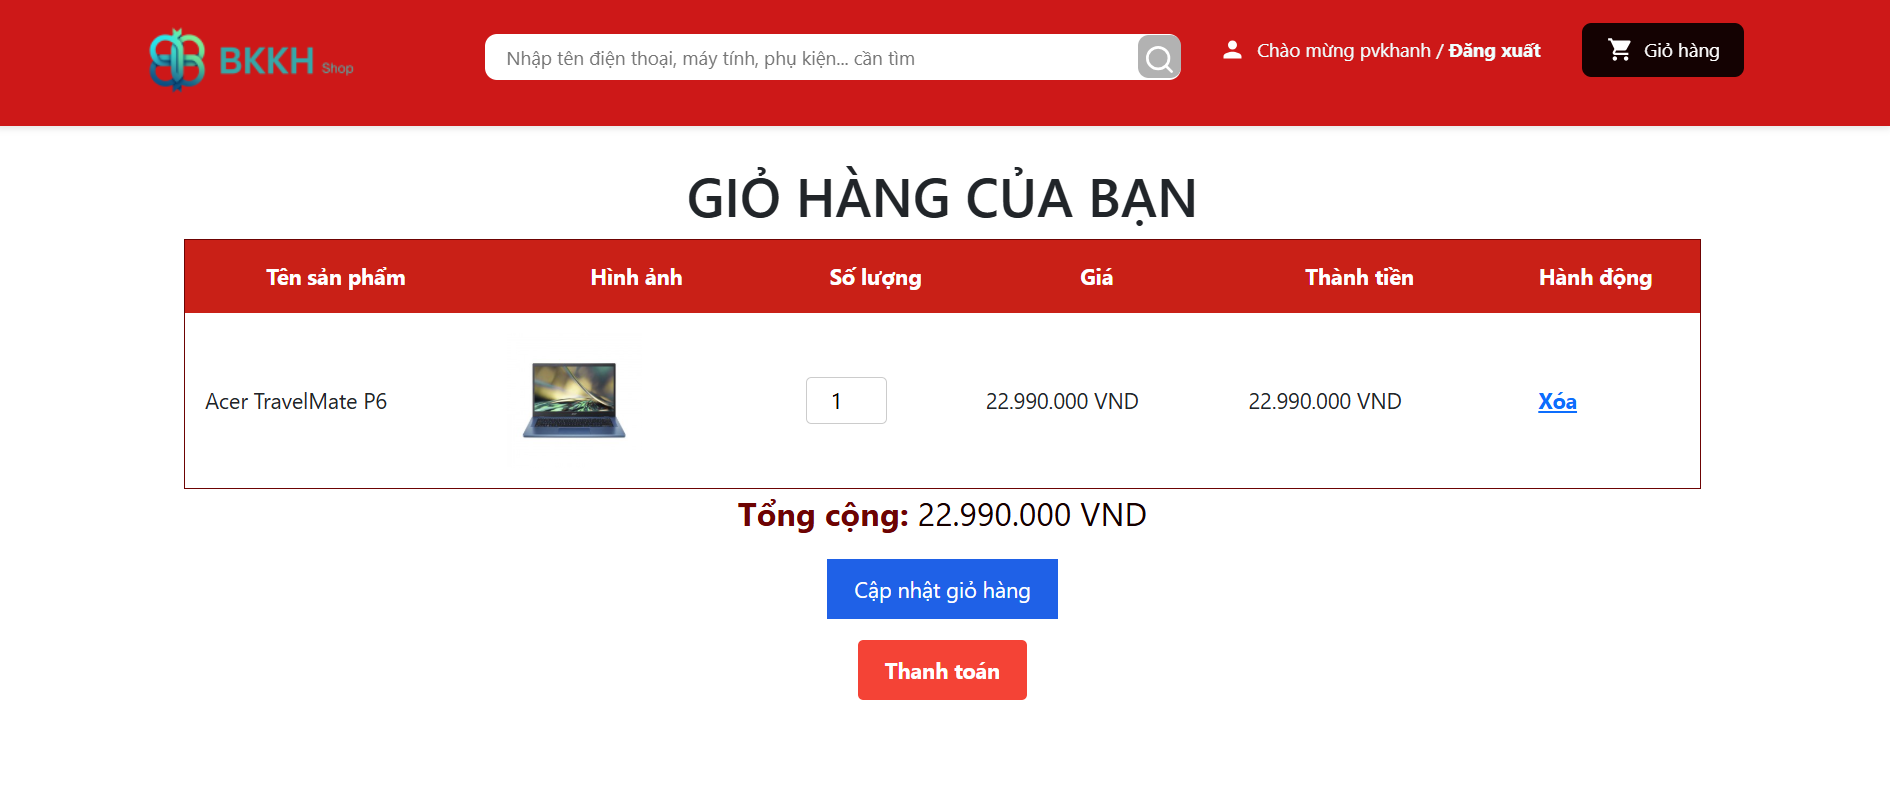 BKKH Shop
Nhập tên điện thoại, máy tính, phụ kiện... cần tìm
Chào mừng pvkhanh / Đăng xuất
Giỏ hàng
GIỎ HÀNG CỦA BẠN
Tên sản phẩm Hình ảnh Số lượng Giá Thành tiền Hành động
Acer TravelMate P6 1 22.990.000 VND 22.990.000 VND Xóa
Tổng cộng: 22.990.000 VND
Cập nhật giỏ hàng
Thanh toán